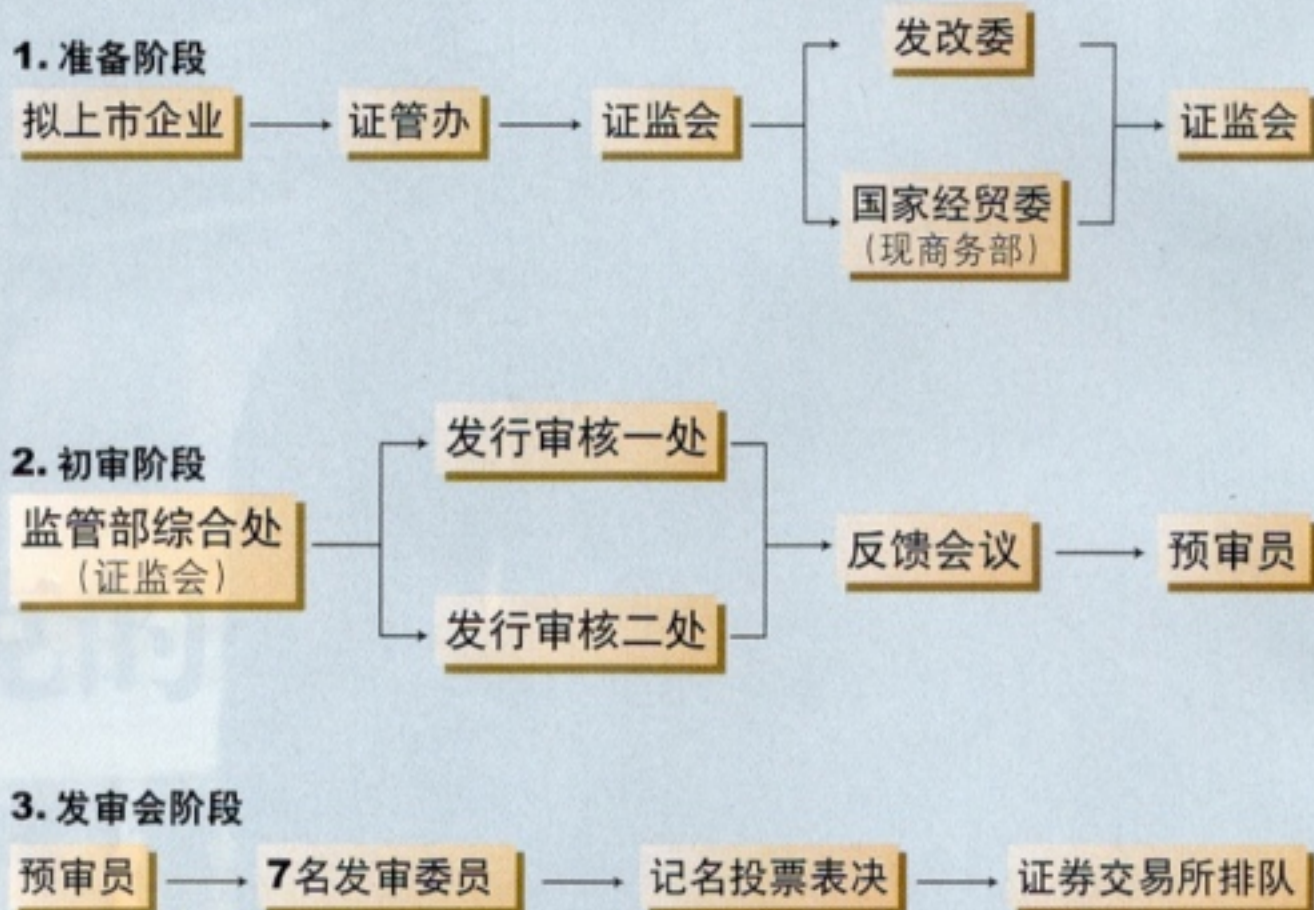 1. 准备阶段
拟上市企业
证管办
证监会
发改委
国家经贸委
(现商务部)
证监会
2. 初审阶段
监管部综合处
(证监会)
发行审核一处
发行审核二处
反馈会议
预审员
3. 发审会阶段
预审员
7名发审委员
记名投票表决
证券交易所排队